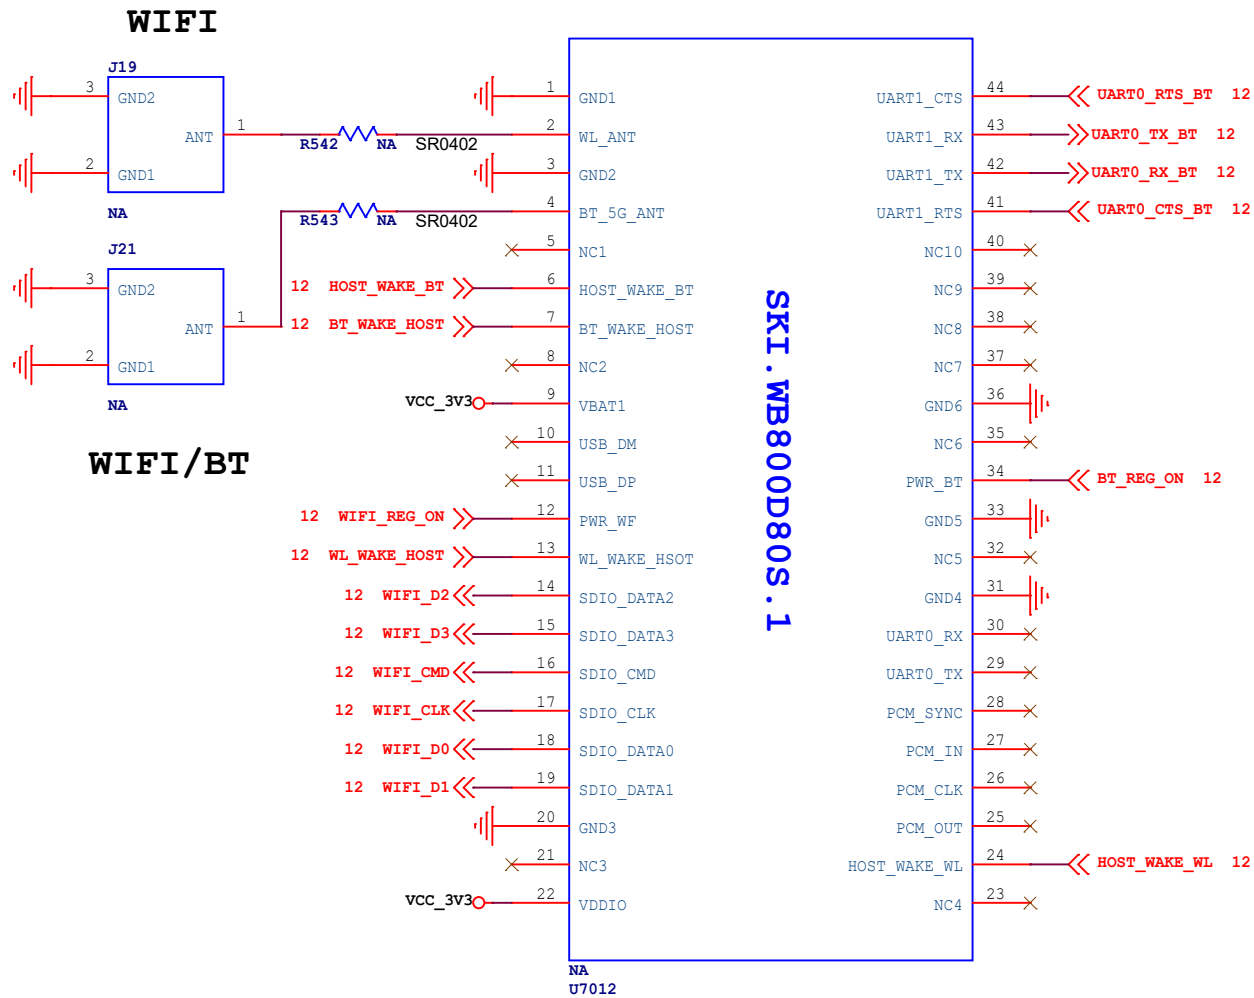 WIFI
J19
3 GND2
ANT 1
2 GND1
NA
R542 NA SR0402
R543 NA SR0402
J21
3 GND2
ANT 1
2 GND1
NA
WIFI/BT
1 GND1
2 WL_ANT
3 GND2
4 BT_5G_ANT
5 NC1
12 HOST_WAKE_BT 6 HOST_WAKE_BT
12 BT_WAKE_HOST 7 BT_WAKE_HOST
8 NC2
VCC_3V3 9 VBAT1
10 USB_DM
11 USB_DP
12 WIFI_REG_ON 12 PWR_WF
12 WL_WAKE_HOST 13 WL_WAKE_HSOT
12 WIFI_D2 14 SDIO_DATA2
12 WIFI_D3 15 SDIO_DATA3
12 WIFI_CMD 16 SDIO_CMD
12 WIFI_CLK 17 SDIO_CLK
12 WIFI_D0 18 SDIO_DATA0
12 WIFI_D1 19 SDIO_DATA1
20 GND3
21 NC3
VCC_3V3 22 VDDIO
SKI.WB800D80S.1
UART1_CTS 44 UART0_RTS_BT 12
UART1_RX 43 UART0_TX_BT 12
UART1_TX 42 UART0_RX_BT 12
UART1_RTS 41 UART0_CTS_BT 12
NC10 40
NC9 39
NC8 38
NC7 37
GND6 36
NC6 35
PWR_BT 34 BT_REG_ON 12
GND5 33
NC5 32
GND4 31
UART0_RX 30
UART0_TX 29
PCM_SYNC 28
PCM_IN 27
PCM_CLK 26
PCM_OUT 25
HOST_WAKE_WL 24 HOST_WAKE_WL 12
NC4 23
NA
U7012